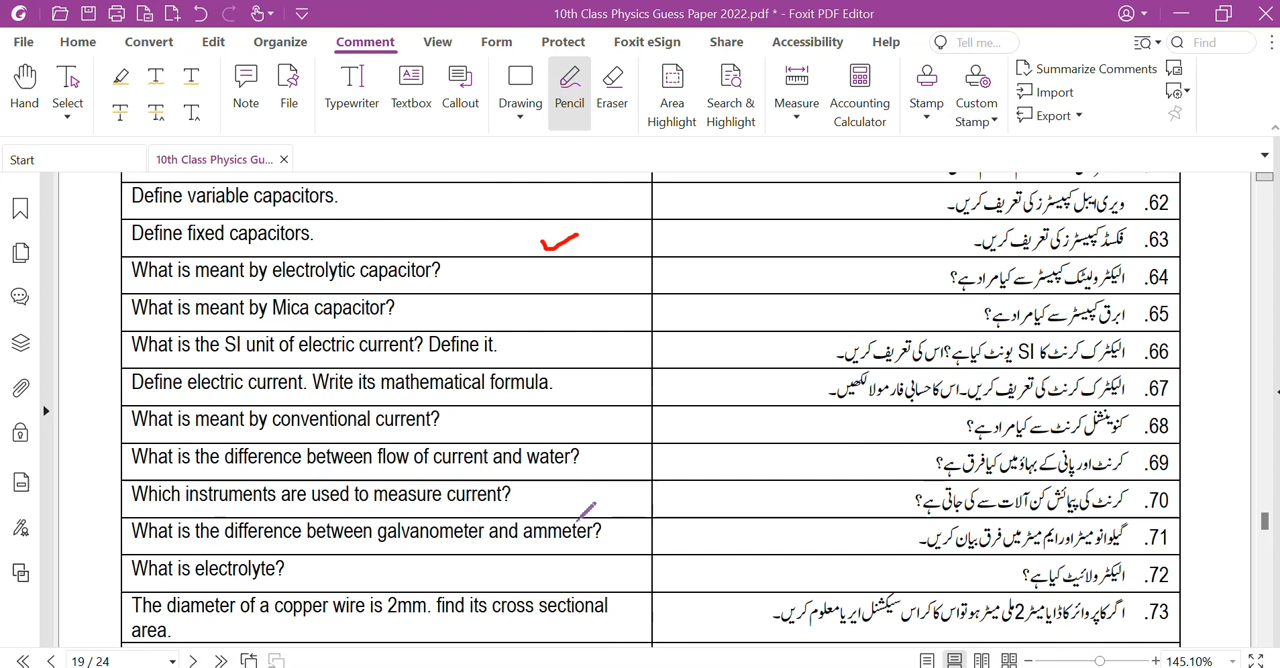 10th Class Physics Guess Paper 2022.pdf * - Foxit PDF Editor
File Home Convert Edit Organize Comment View Form Protect Foxit eSign Share Accessibility Help Tell me... Find
Hand Select Note File Typewriter Textbox Callout Drawing Pencil Eraser Area Highlight Search & Highlight Measure Accounting Calculator Stamp Custom Stamp Summarize Comments
Import
Export
Start 10th Class Physics Gu...
Define variable capacitors. ویری ایبل کپیسٹرز کی تعریف کریں۔ .62
Define fixed capacitors. فکسڈ کپیسٹرز کی تعریف کریں۔ .63
What is meant by electrolytic capacitor? الیکٹرولیٹک کپیسٹر سے کیا مراد ہے؟ .64
What is meant by Mica capacitor? ابرق کپیسٹر سے کیا مراد ہے؟ .65
What is the SI unit of electric current? Define it. الیکٹرک کرنٹ کا SI یونٹ کیا ہے؟ اس کی تعریف کریں۔ .66
Define electric current. Write its mathematical formula. الیکٹرک کرنٹ کی تعریف کریں۔ اس کا حسابی فارمولا لکھیں۔ .67
What is meant by conventional current? کنوینشنل کرنٹ سے کیا مراد ہے؟ .68
What is the difference between flow of current and water? کرنٹ اور پانی کے بہاؤ میں کیا فرق ہے؟ .69
Which instruments are used to measure current? کرنٹ کی پیمائش کن آلات سے کی جاتی ہے؟ .70
What is the difference between galvanometer and ammeter? گیلوانومیٹر اور ایم میٹر میں فرق بیان کریں۔ .71
What is electrolyte? الیکٹرولائیٹ کیا ہے؟ .72
The diameter of a copper wire is 2mm. find its cross sectional اگر کاپر وائر کا ڈایا میٹر 2 ملی میٹر ہو تو اس کا کراس سیکشنل ایریا معلوم کریں۔ .73
area.
19 / 24 145.10%